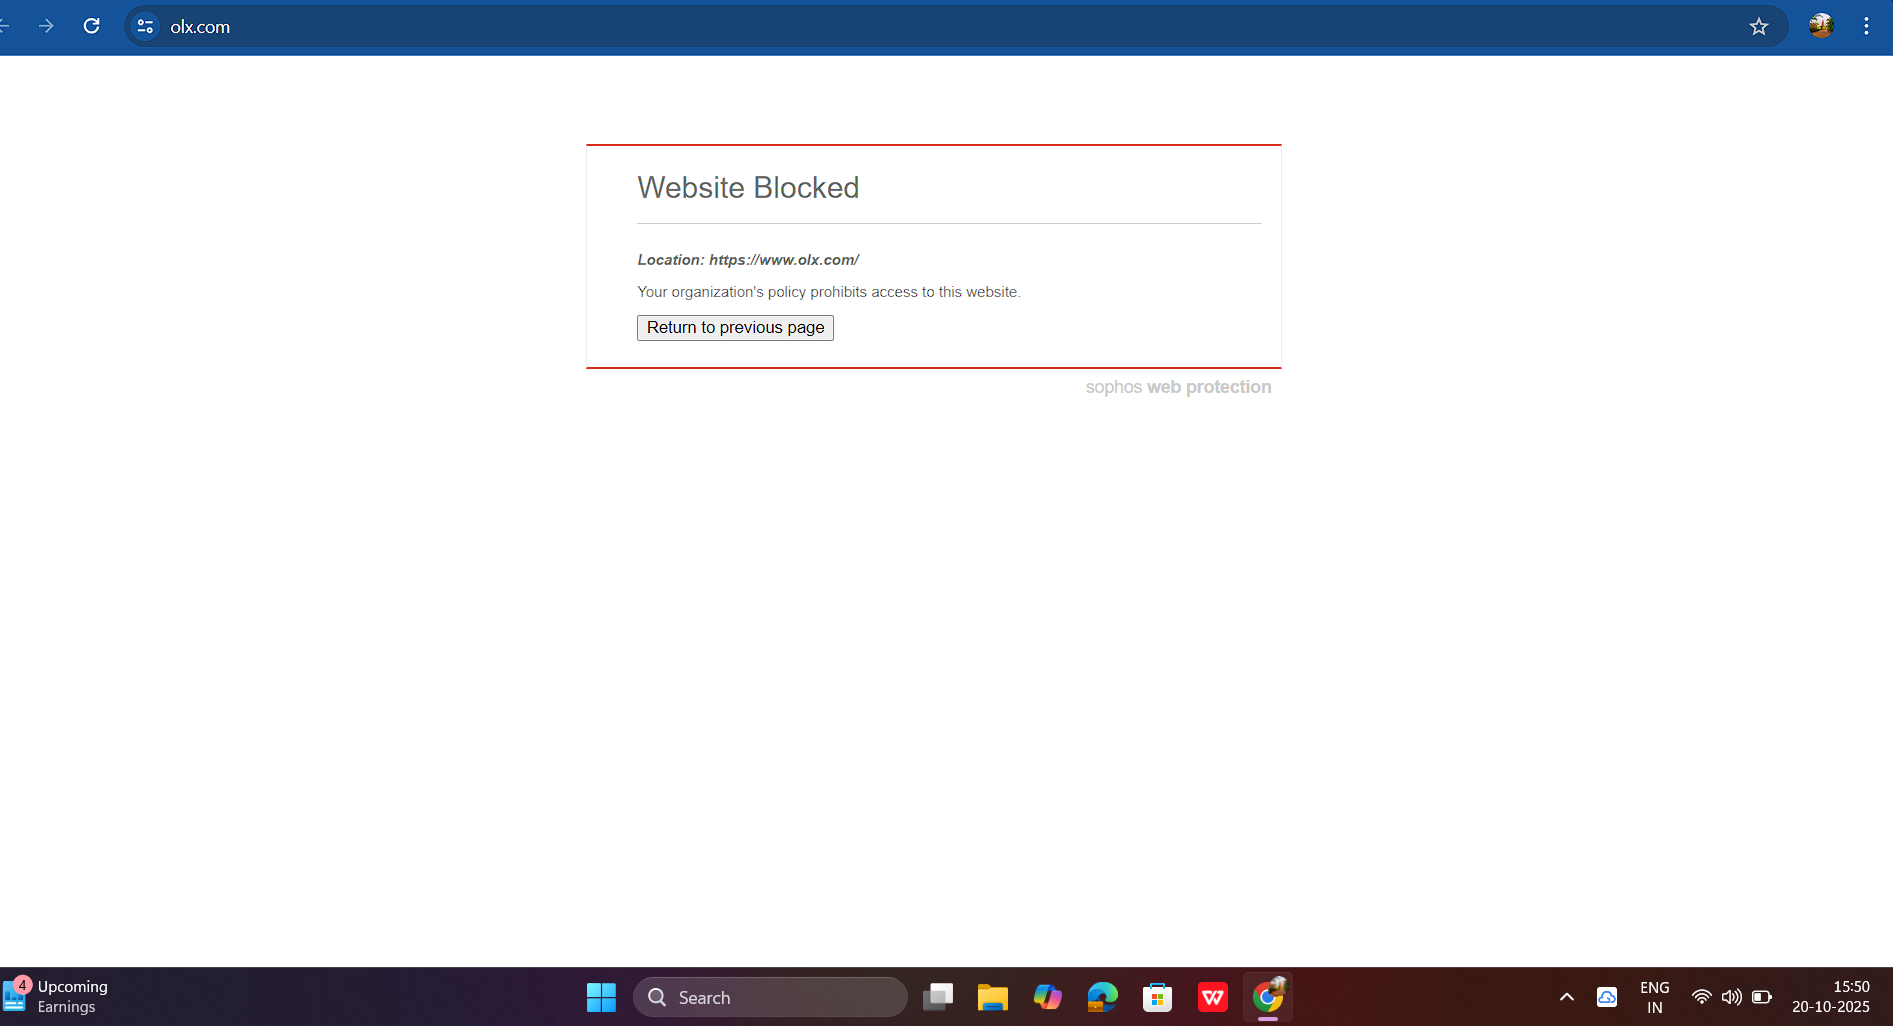 olx.com
Website Blocked
Location: https://www.olx.com/
Your organization's policy prohibits access to this website.
Return to previous page
sophos web protection
4
Upcoming
Earnings
Search
W
ENG
IN
15:50
20-10-2025